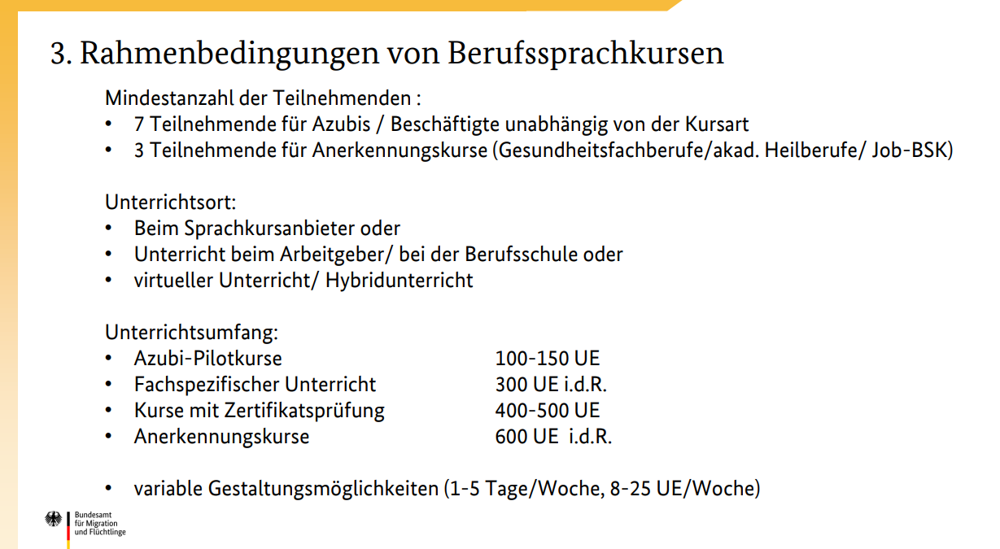 3. Rahmenbedingungen von Berufssprachkursen
Mindestanzahl der Teilnehmenden :
• 7 Teilnehmende für Azubis / Beschäftigte unabhängig von der Kursart
• 3 Teilnehmende für Anerkennungskurse (Gesundheitsfachberufe/akad. Heilberufe/ Job-BSK)
Unterrichtsort:
• Beim Sprachkursanbieter oder
• Unterricht beim Arbeitgeber/ bei der Berufsschule oder
• virtueller Unterricht/ Hybridunterricht
Unterrichtsumfang:
• Azubi-Pilotkurse 100-150 UE
• Fachspezifischer Unterricht 300 UE i.d.R.
• Kurse mit Zertifikatsprüfung 400-500 UE
• Anerkennungskurse 600 UE i.d.R.
• variable Gestaltungsmöglichkeiten (1-5 Tage/Woche, 8-25 UE/Woche)
Bundesamt
für Migration
und Flüchtlinge